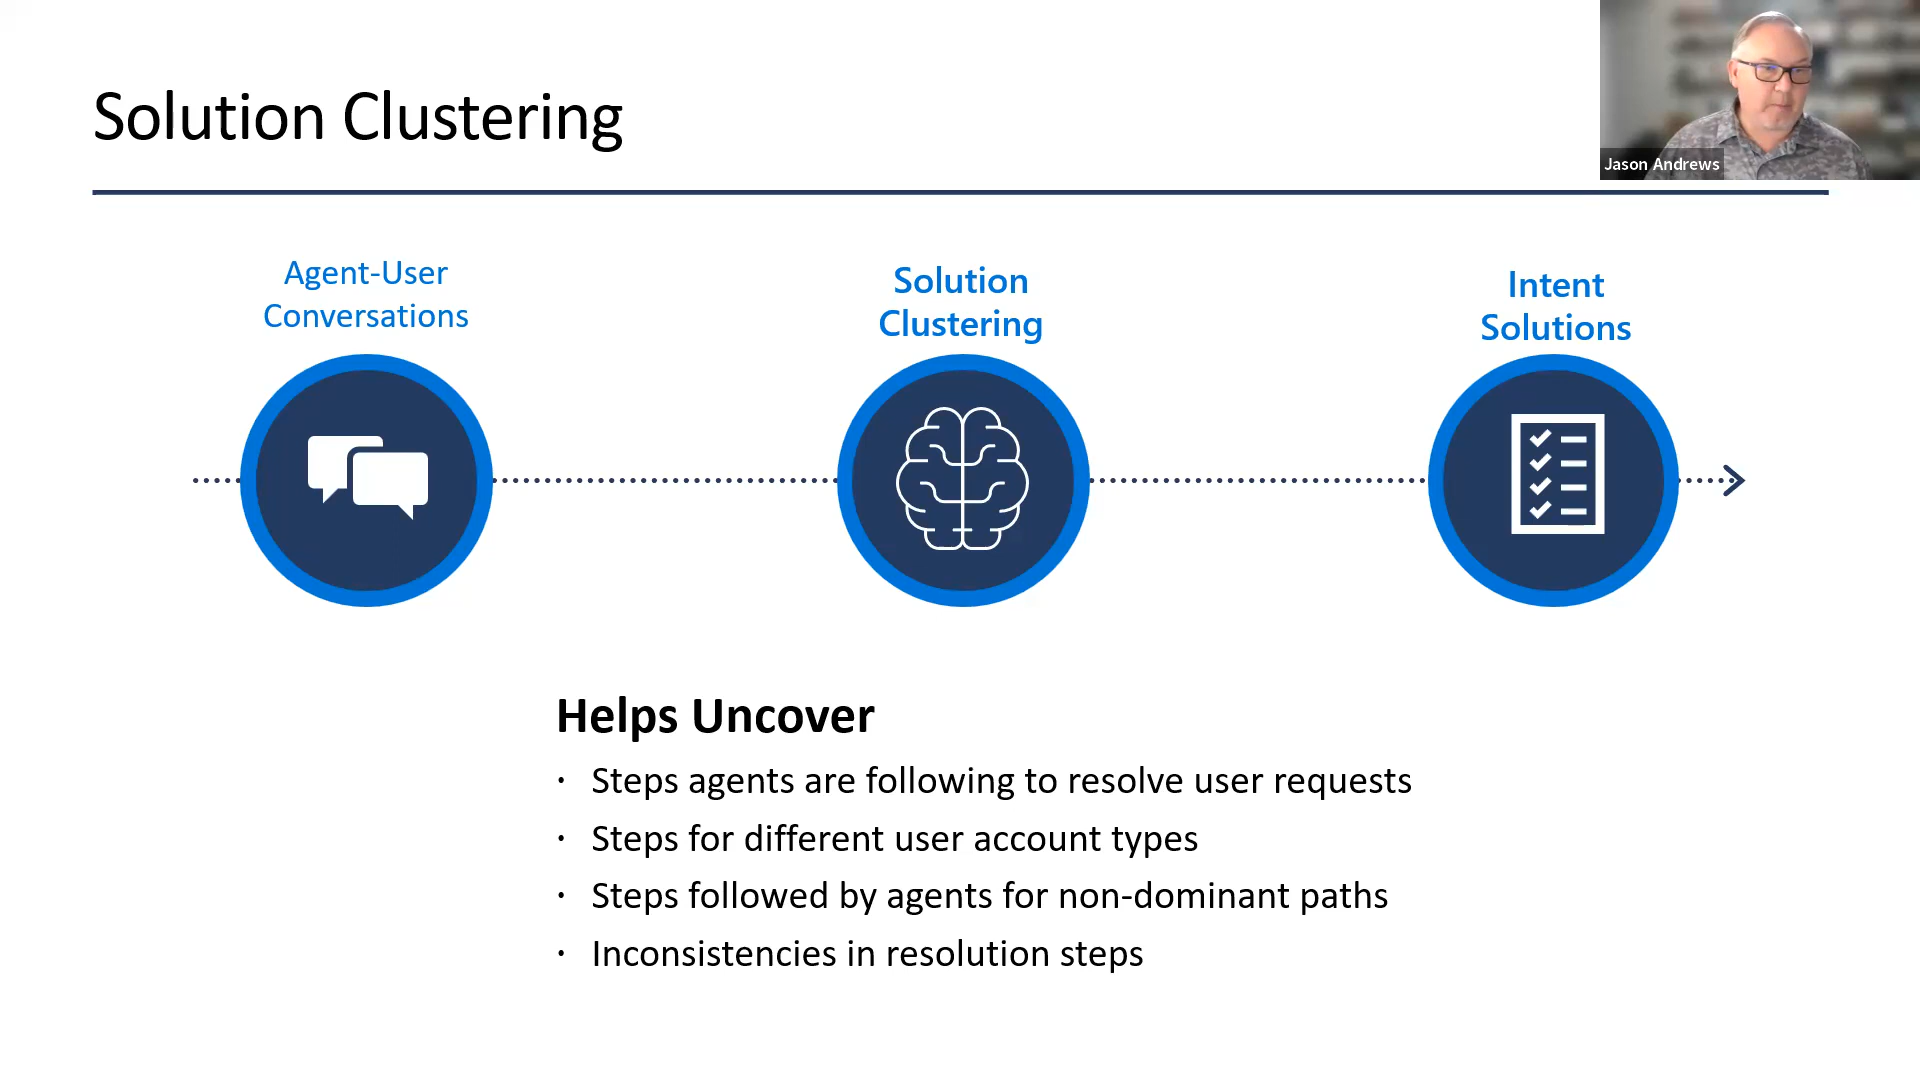 Solution Clustering
Jason Andrews
Agent-User
Conversations
Solution
Clustering
Intent
Solutions
Helps Uncover
· Steps agents are following to resolve user requests
· Steps for different user account types
· Steps followed by agents for non-dominant paths
· Inconsistencies in resolution steps